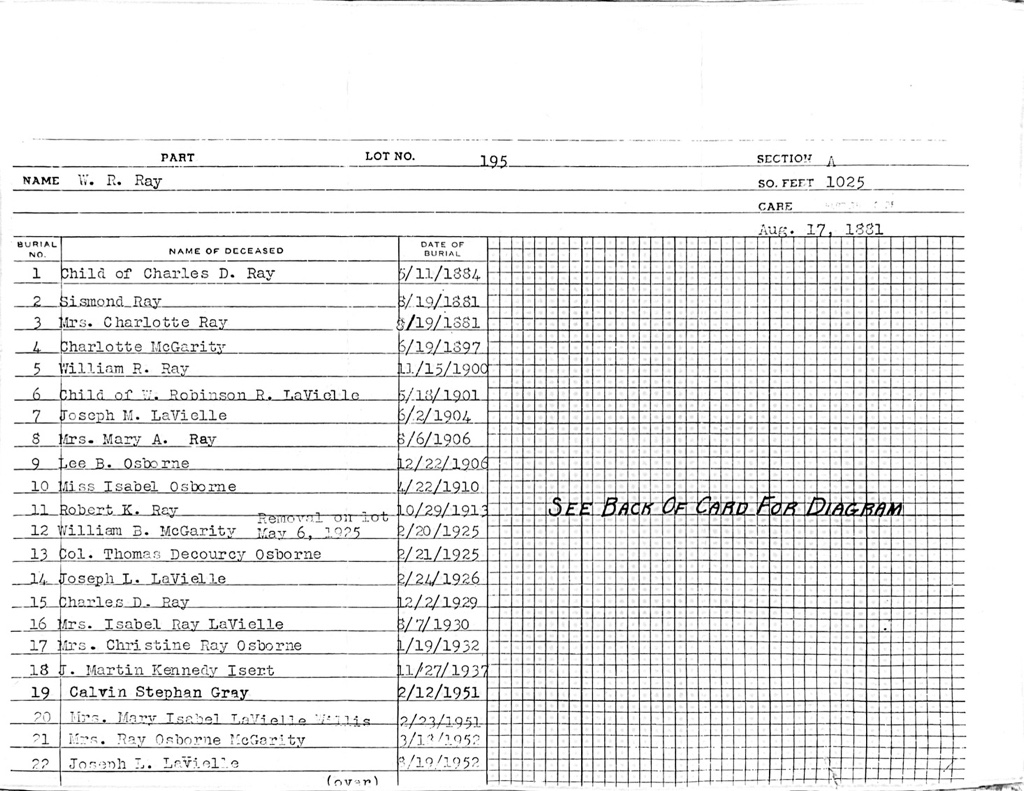 PART LOT NO. 195 SECTION A
NAME W. R. Ray SQ. FEET 1025
CARE
Aug. 17, 1881
BURIAL NO. NAME OF DECEASED DATE OF BURIAL
1 Child of Charles D. Ray 5/11/1884
2 Sismond Ray 8/19/1881
3 Mrs. Charlotte Ray 8/19/1881
4 Charlotte McGarity 6/19/1897
5 William R. Ray 11/15/1900
6 Child of W. Robinson R. LaVielle 5/18/1901
7 Joseph M. LaVielle 6/2/1904
8 Mrs. Mary A. Ray 8/6/1906
9 Lee B. Osborne 12/22/1906
10 Miss Isabel Osborne 4/22/1910
11 Robert K. Ray 10/29/1913
Removal on lot
12 William B. McGarity May 6, 1925 2/20/1925
SEE BACK OF CARD FOR DIAGRAM
13 Col. Thomas Decourcy Osborne 2/21/1925
14 Joseph L. LaVielle 2/24/1926
15 Charles D. Ray 12/2/1929
16 Mrs. Isabel Ray LaVielle 8/7/1930
17 Mrs. Christine Ray Osborne 1/19/1932
18 J. Martin Kennedy Isert 11/27/1937
19 Calvin Stephan Gray 2/12/1951
20 Mrs. Mary Isabel LaVielle Willis 2/23/1951
21 Mrs. Ray Osborne McGarity
22 Joseph L. LaVielle 8/19/1952
(over)